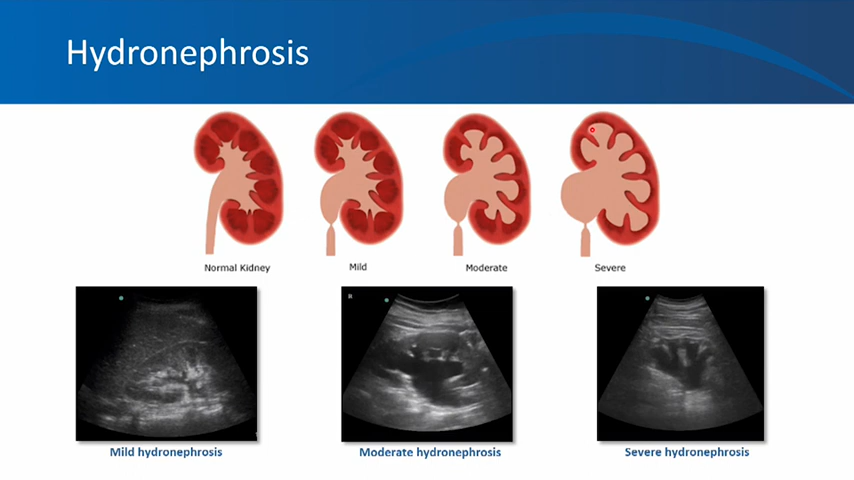 Hydronephrosis
Normal Kidney
Mild
Moderate
Severe
R
Mild hydronephrosis
Moderate hydronephrosis
Severe hydronephrosis